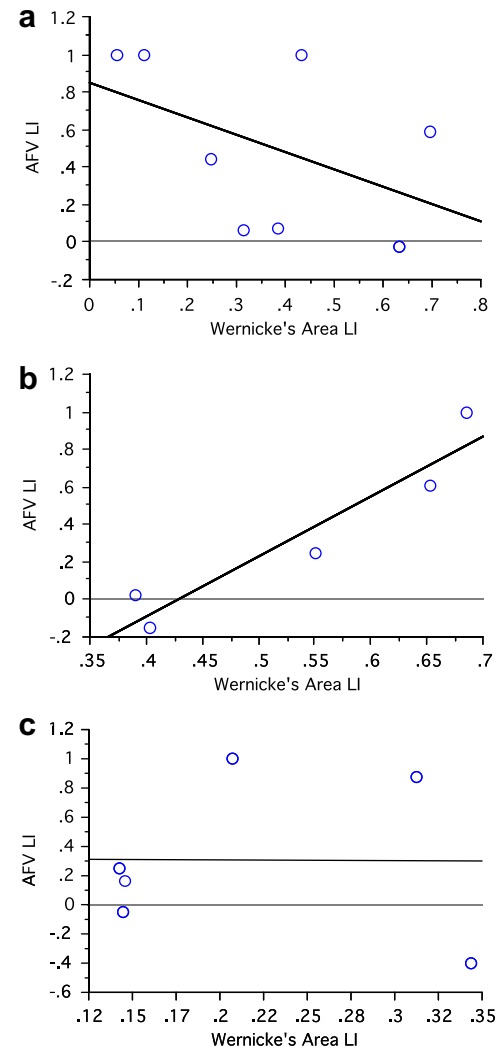 a
1.2
1
.8
.6
.4
.2
0
-.2
AFV LI
0 .1 .2 .3 .4 .5 .6 .7 .8
Wernicke's Area LI
b
1.2
1
.8
.6
.4
.2
0
-.2
AFV LI
.35 .4 .45 .5 .55 .6 .65 .7
Wernicke's Area LI
c
1.2
1
.8
.6
.4
.2
0
-.2
-.4
-.6
AFV LI
.12 .15 .17 .2 .22 .25 .28 .3 .32 .35
Wernicke's Area LI